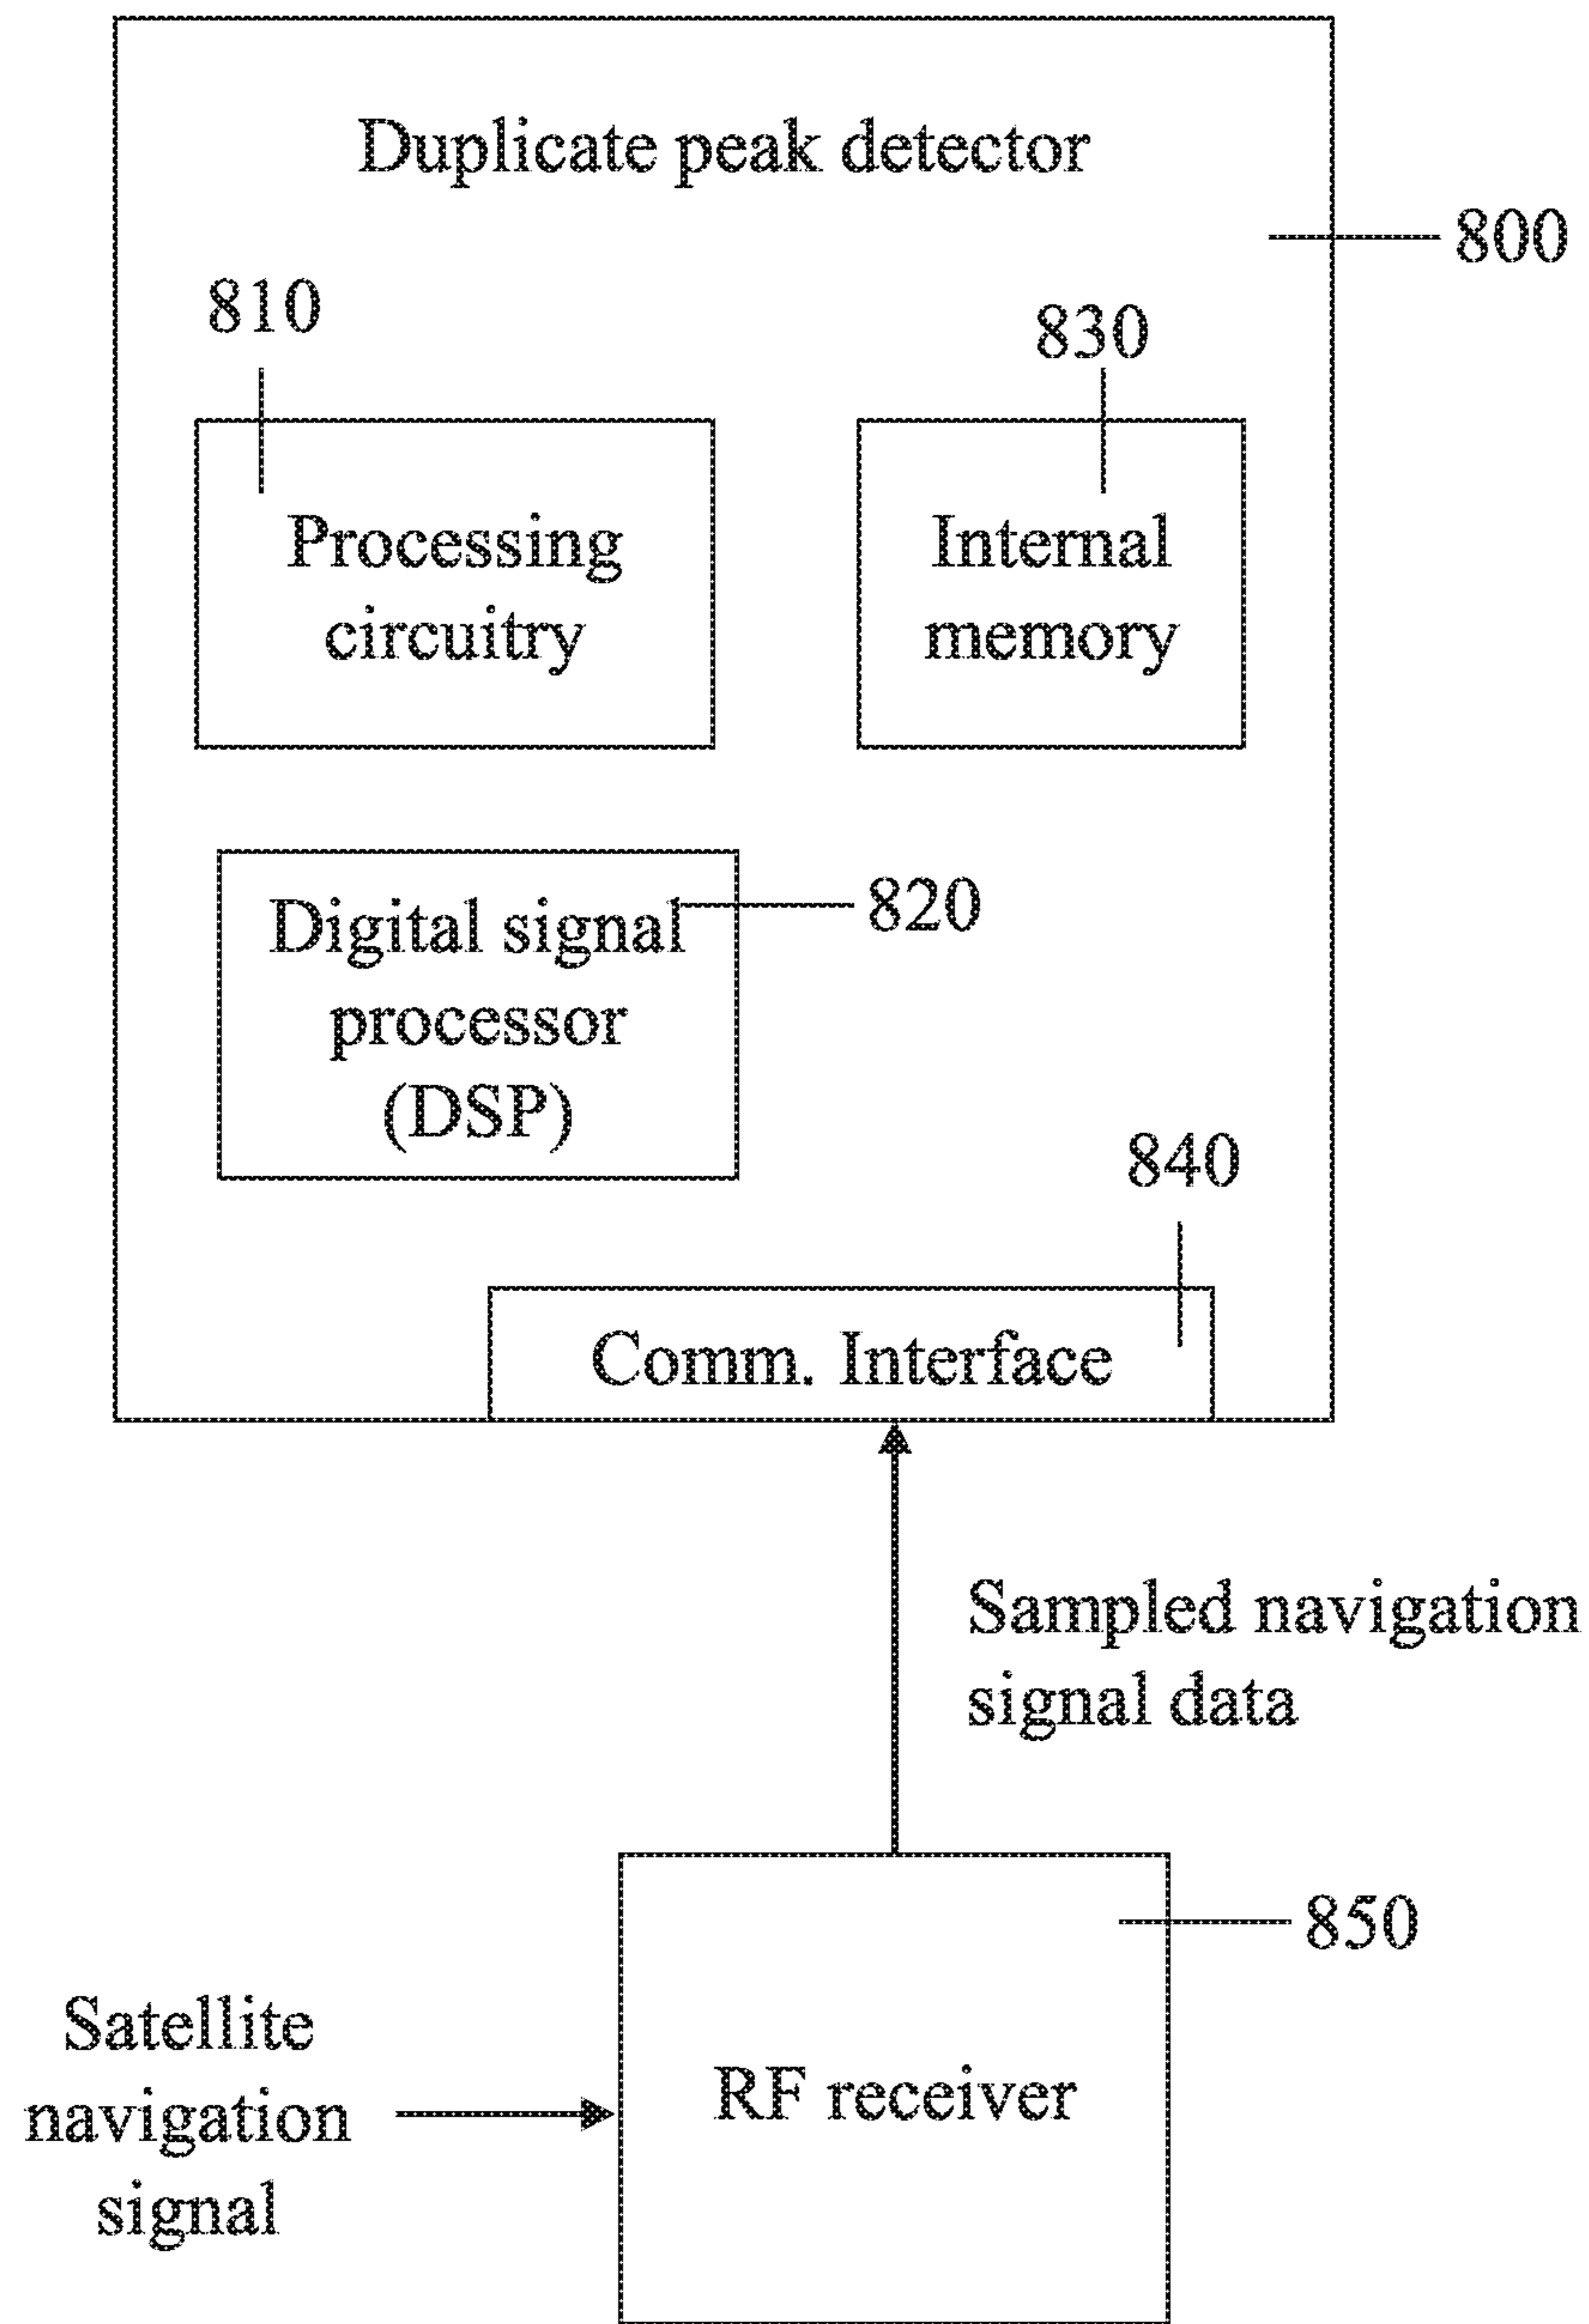 Duplicate peak detector
800
810
830
Processing
circuitry
Internal
memory
Digital signal
processor
(DSP)
820
840
Comm. Interface
Sampled navigation
signal data
850
Satellite
navigation
signal
RF receiver